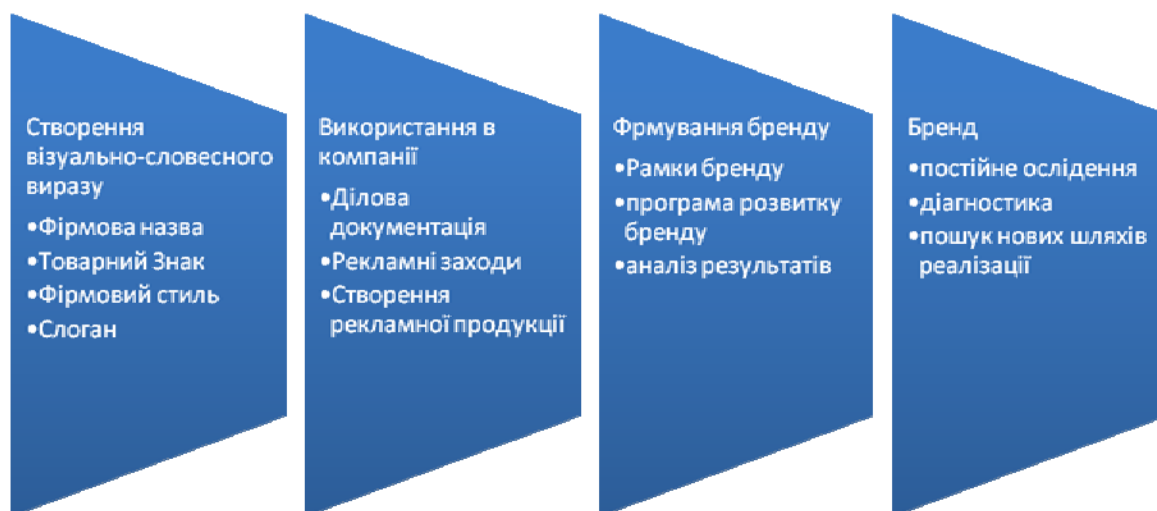 Створення
візуально-словесного
виразу
•Фірмова назва
•Товарний Знак
•Фірмовий стиль
•Слоган
Використання в
компанії
•Ділова
документація
•Рекламні заходи
•Створення
рекламної продукції
Фрмування бренду
•Рамки бренду
•програма розвитку
бренду
•аналіз результатів
Бренд
•постійне ослідення
•діагностика
•пошук нових шляхів
реалізації